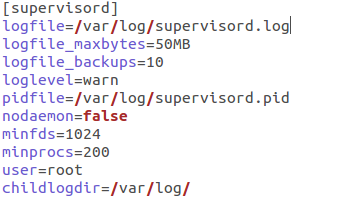 [supervisord]
logfile=/var/log/supervisord.log
logfile_maxbytes=50MB
logfile_backups=10
loglevel=warn
pidfile=/var/log/supervisord.pid
nodaemon=false
minfds=1024
minprocs=200
user=root
childlogdir=/var/log/